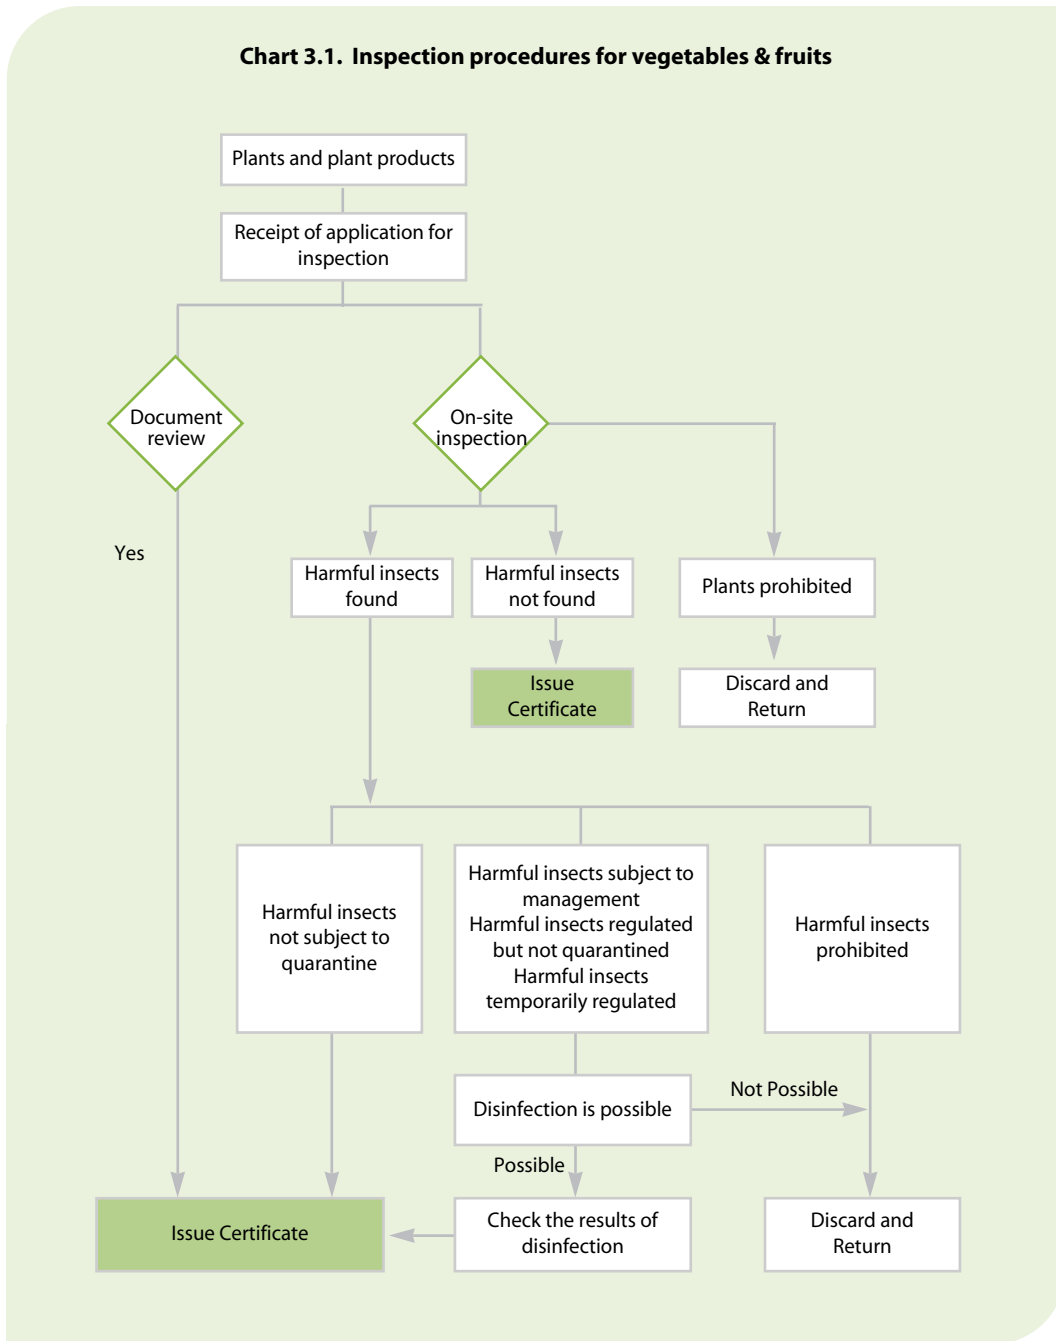 Chart 3.1. Inspection procedures for vegetables & fruits
Plants and plant products
Receipt of application for
inspection
Document
review
On-site
inspection
Yes
Harmful insects
found
Harmful insects
not found
Plants prohibited
Issue
Certificate
Discard and
Return
Harmful insects
not subject to
quarantine
Harmful insects subject to
management
Harmful insects regulated
but not quarantined
Harmful insects
temporarily regulated
Harmful insects
prohibited
Disinfection is possible
Not Possible
Possible
Issue Certificate
Check the results of
disinfection
Discard and
Return